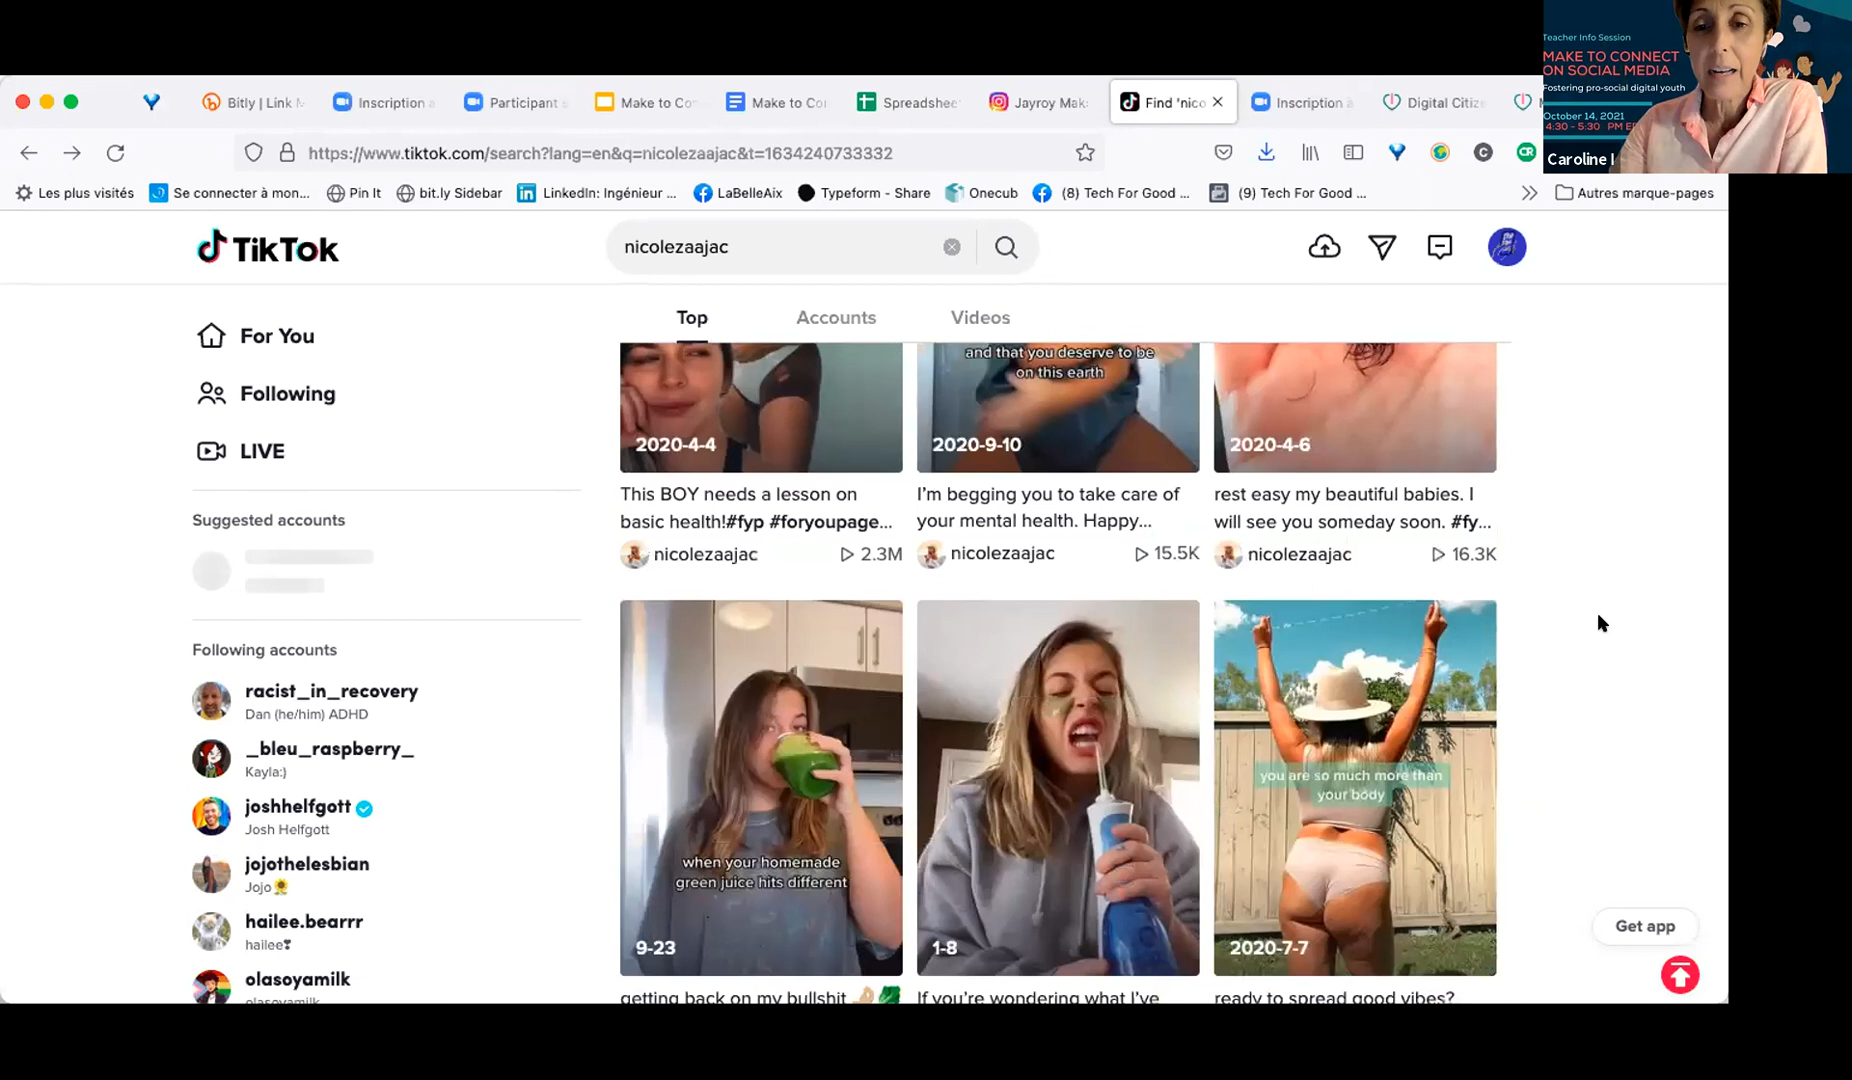 Teacher Info Session
MAKE TO CONNECT
ON SOCIAL MEDIA
Fostering pro-social digital youth
October 14, 2021
4:30 - 5:30 PM
Caroline I
Bitly | Link
Inscription
Participant
Make to Co
Make to Co
Spreadshee
Jayroy Mak
Find 'nico
Inscription
Digital Citiz
https://www.tiktok.com/search?lang=en&q=nicolezaajac&t=1634240733332
Les plus visités
Se connecter à mon...
Pin It
bit.ly Sidebar
LinkedIn: Ingénieur ...
LaBelleAix
Typeform - Share
Onecub
(8) Tech For Good ...
(9) Tech For Good ...
Autres marque-pages
TikTok
nicolezaajac
Top
Accounts
Videos
For You
Following
LIVE
Suggested accounts
Following accounts
racist_in_recovery
Dan (he/him) ADHD
_bleu_raspberry_
Kayla:)
joshhelfgott
Josh Helfgott
jojothelesbian
Jojo🌻
hailee.bearrr
hailee❣
olasoyamilk
olasoyamilk
2020-4-4
This BOY needs a lesson on
basic health!#fyp #foryoupage...
nicolezaajac
2.3M
and that you deserve to be
on this earth
2020-9-10
I'm begging you to take care of
your mental health. Happy...
nicolezaajac
15.5K
2020-4-6
rest easy my beautiful babies. I
will see you someday soon. #fy...
nicolezaajac
16.3K
when your homemade
green juice hits different
9-23
getting back on my bullshit
1-8
If you're wondering what I've
you are so much more than
your body
2020-7-7
ready to spread good vibes?
Get app